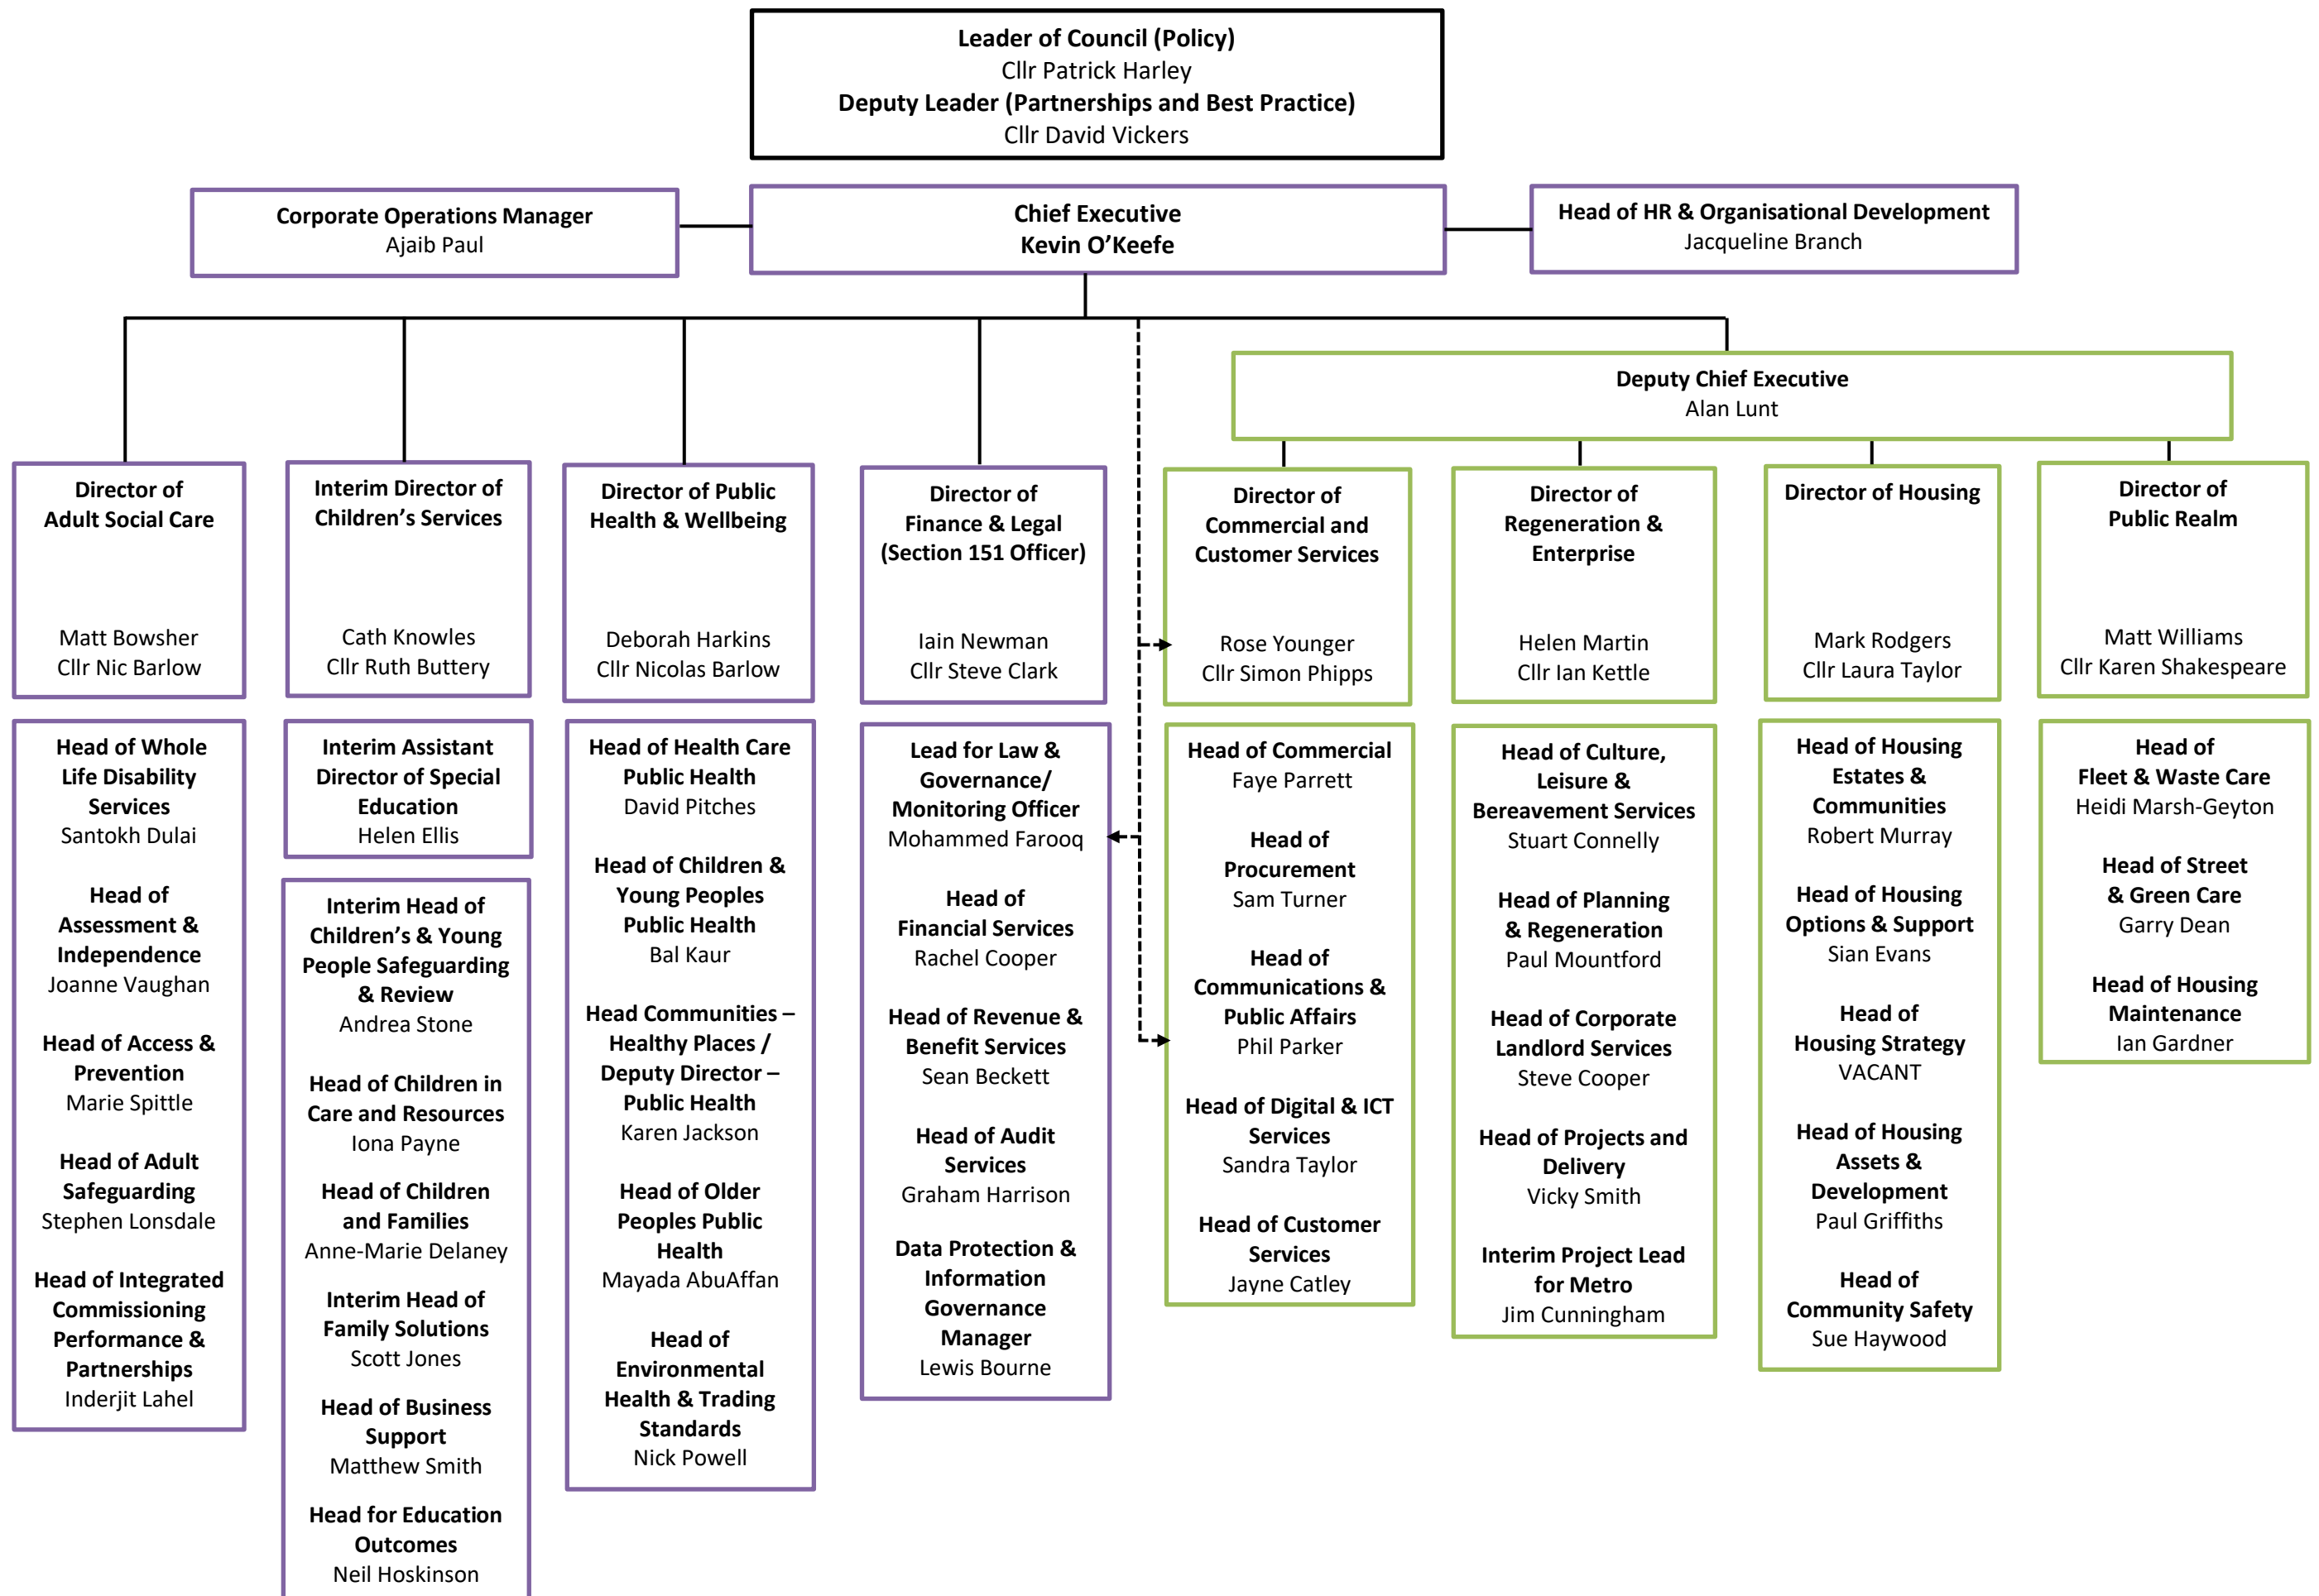 Leader of Council (Policy)
Cllr Patrick Harley
Deputy Leader (Partnerships and Best Practice)
Cllr David Vickers
Corporate Operations Manager
Ajaib Paul
Chief Executive
Kevin O’Keefe
Head of HR & Organisational Development
Jacqueline Branch
Deputy Chief Executive
Alan Lunt
Director of
Adult Social Care
Matt Bowsher
Cllr Nic Barlow
Interim Director of
Children’s Services
Cath Knowles
Cllr Ruth Buttery
Director of Public
Health & Wellbeing
Deborah Harkins
Cllr Nicolas Barlow
Director of
Finance & Legal
(Section 151 Officer)
Iain Newman
Cllr Steve Clark
Director of
Commercial and
Customer Services
Rose Younger
Cllr Simon Phipps
Director of
Regeneration &
Enterprise
Helen Martin
Cllr Ian Kettle
Director of Housing
Mark Rodgers
Cllr Laura Taylor
Director of
Public Realm
Matt Williams
Cllr Karen Shakespeare
Head of Whole
Life Disability
Services
Santokh Dulai
Head of
Assessment &
Independence
Joanne Vaughan
Head of Access &
Prevention
Marie Spittle
Head of Adult
Safeguarding
Stephen Lonsdale
Head of Integrated
Commissioning
Performance &
Partnerships
Inderjit Lahel
Interim Assistant
Director of Special
Education
Helen Ellis
Interim Head of
Children’s & Young
People Safeguarding
& Review
Andrea Stone
Head of Children in
Care and Resources
Iona Payne
Head of Children
and Families
Anne-Marie Delaney
Interim Head of
Family Solutions
Scott Jones
Head of Business
Support
Matthew Smith
Head for Education
Outcomes
Neil Hoskinson
Head of Health Care
Public Health
David Pitches
Head of Children &
Young Peoples
Public Health
Bal Kaur
Head Communities –
Healthy Places /
Deputy Director –
Public Health
Karen Jackson
Head of Older
Peoples Public
Health
Mayada AbuAffan
Head of
Environmental
Health & Trading
Standards
Nick Powell
Lead for Law &
Governance/
Monitoring Officer
Mohammed Farooq
Head of
Financial Services
Rachel Cooper
Head of Revenue &
Benefit Services
Sean Beckett
Head of Audit
Services
Graham Harrison
Data Protection &
Information
Governance
Manager
Lewis Bourne
Head of Commercial
Faye Parrett
Head of
Procurement
Sam Turner
Head of
Communications &
Public Affairs
Phil Parker
Head of Digital & ICT
Services
Sandra Taylor
Head of Customer
Services
Jayne Catley
Head of Culture,
Leisure &
Bereavement Services
Stuart Connelly
Head of Planning
& Regeneration
Paul Mountford
Head of Corporate
Landlord Services
Steve Cooper
Head of Projects and
Delivery
Vicky Smith
Interim Project Lead
for Metro
Jim Cunningham
Head of Housing
Estates &
Communities
Robert Murray
Head of Housing
Options & Support
Sian Evans
Head of
Housing Strategy
VACANT
Head of Housing
Assets &
Development
Paul Griffiths
Head of
Community Safety
Sue Haywood
Head of
Fleet & Waste Care
Heidi Marsh-Geyton
Head of Street
& Green Care
Garry Dean
Head of Housing
Maintenance
Ian Gardner